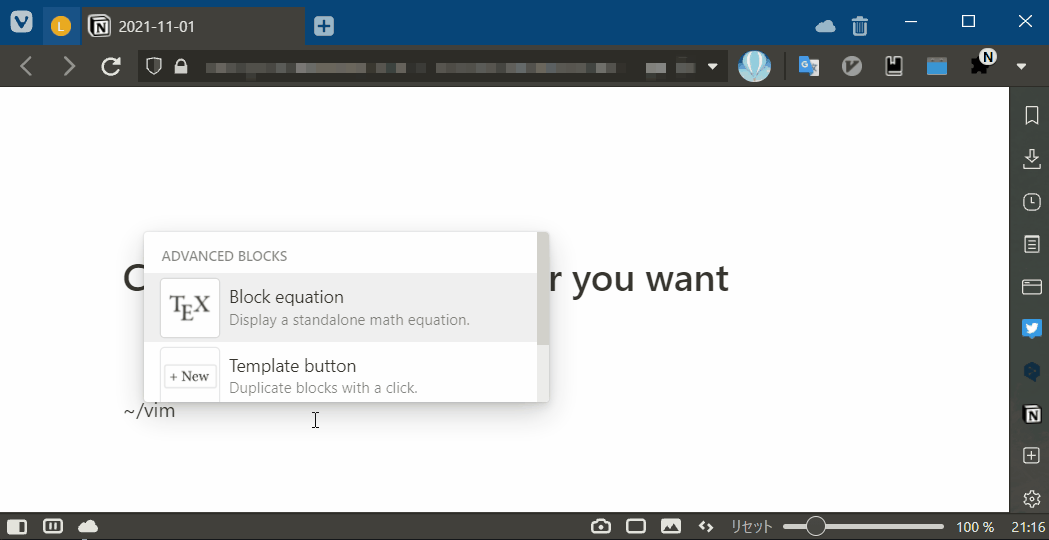 L
2021-11-01
N
ADVANCED BLOCKS
C
r you want
TEX
Block equation
Display a standalone math equation.
+ New
Template button
Duplicate blocks with a click.
~/vim
リセット
100 %
21:16